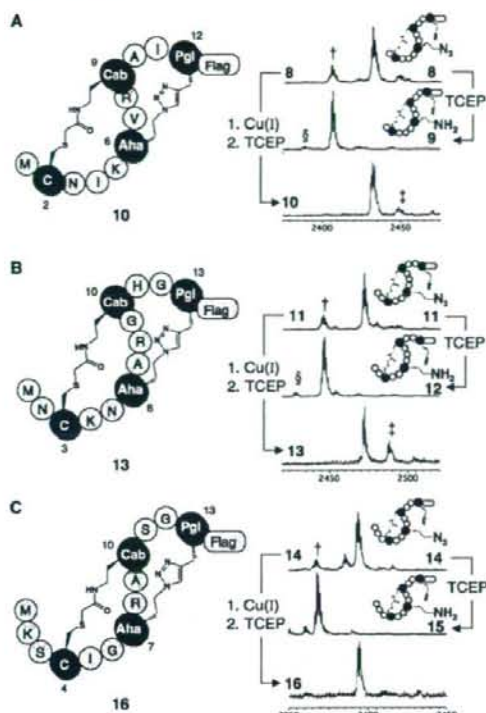 A
12
A I Pgl
Flag
9
Cab
R
V
N=N
N
NH
O
S
6
Aha
M C N I K
2
10
†
8 8
N₃
TCEP
1. Cu(I)
2. TCEP
§
NH₂
9
10
‡
2400 2450
B
13
H G Pgl
Flag
10
Cab
G
R
A
N=N
N
NH
O
S
Aha
6
M
N
C K N
3
13
†
11 11
N₃
TCEP
1. Cu(I)
2. TCEP
§
NH₂
12
13
‡
2450 2500
C
13
S G Pgl
Flag
10
Cab
A
R
N=N
N
NH
O
S
Aha
7
M
K
S
C I G
4
16
†
14 14
N₃
TCEP
1. Cu(I)
2. TCEP
NH₂
15
16